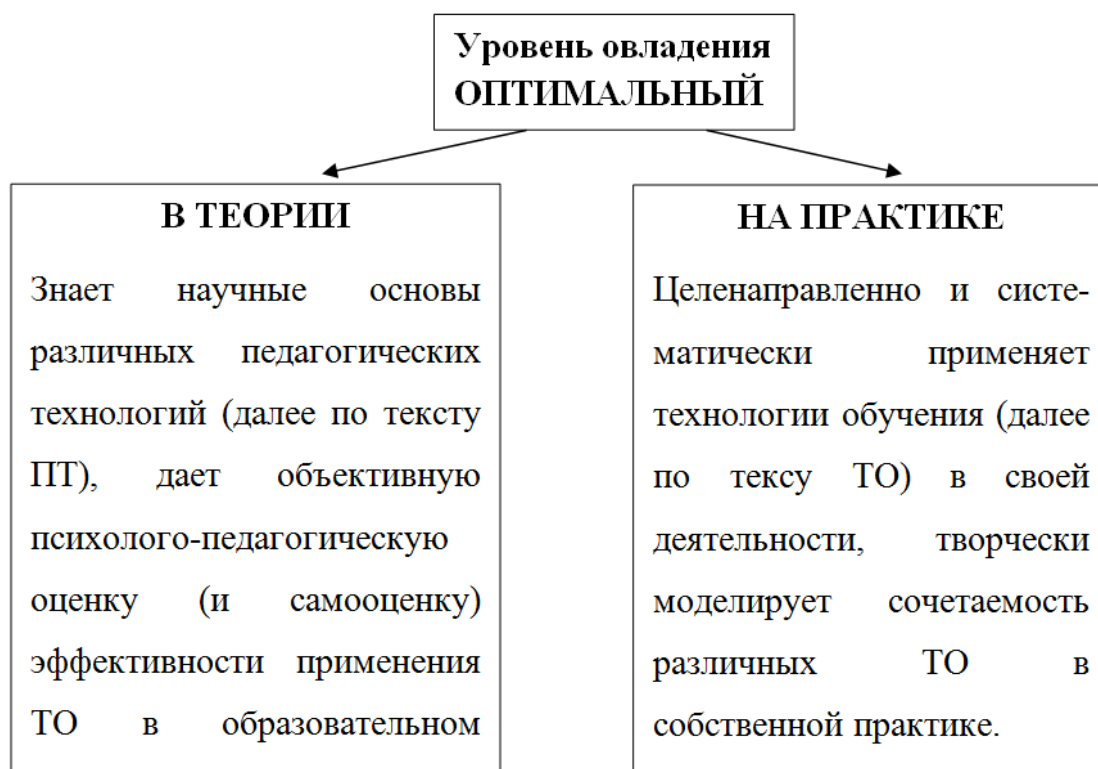 Уровень овладения
ОПТИМАЛЬНЫЙ
В ТЕОРИИ
Знает научные основы
различных педагогических
технологий (далее по тексту
ПТ), дает объективную
психолого-педагогическую
оценку (и самооценку)
эффективности применения
ТО в образовательном
НА ПРАКТИКЕ
Целенаправленно и систе-
матически применяет
технологии обучения (далее
по тексу ТО) в своей
деятельности, творчески
моделирует сочетаемость
различных ТО в
собственной практике.